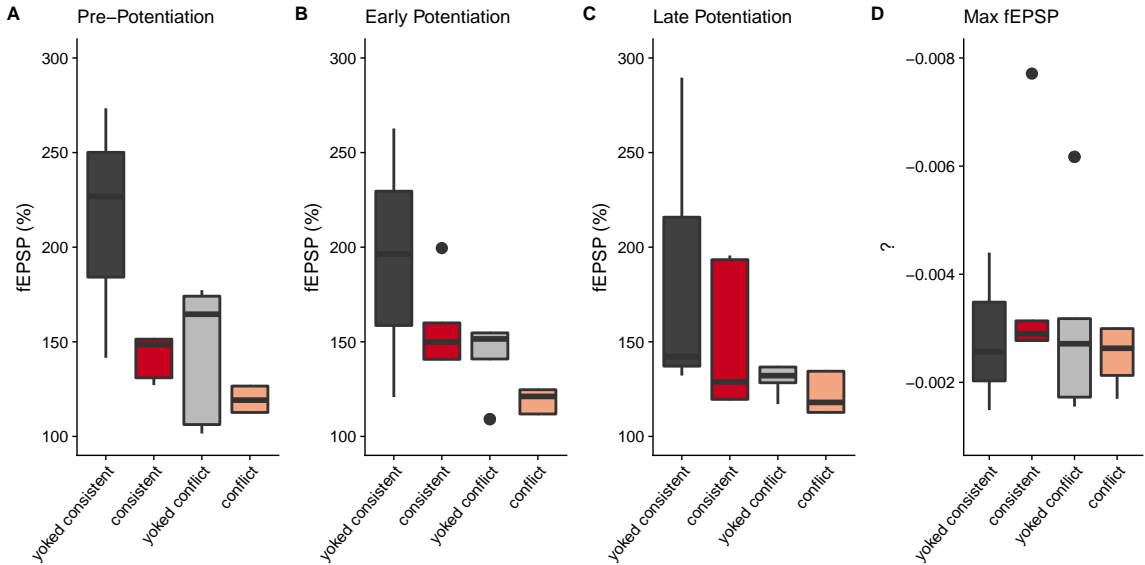 A Pre−Potentiation
fEPSP (%)
300
250
200
150
100
yoked consistent
consistent
yoked conflict
conflict
B Early Potentiation
fEPSP (%)
300
250
200
150
100
yoked consistent
consistent
yoked conflict
conflict
C Late Potentiation
fEPSP (%)
300
250
200
150
100
yoked consistent
consistent
yoked conflict
conflict
D Max fEPSP
?
−0.008
−0.006
−0.004
−0.002
yoked consistent
consistent
yoked conflict
conflict